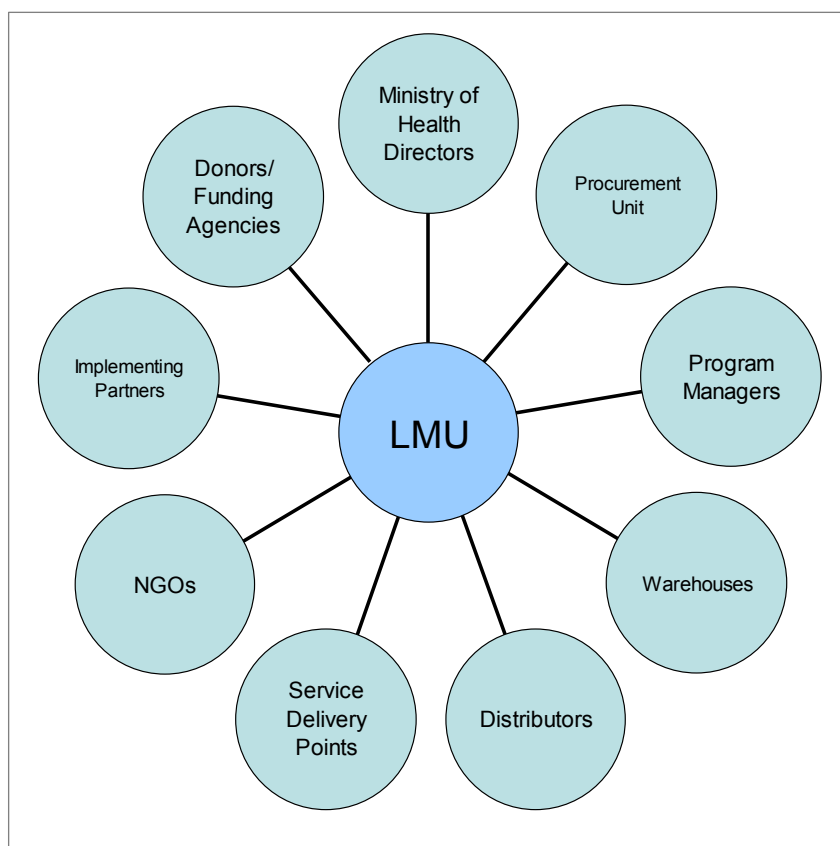 Ministry of
Health
Directors
Procurement
Unit
Program
Managers
Warehouses
Distributors
Service
Delivery
Points
NGOs
Implementing
Partners
Donors/
Funding
Agencies
LMU